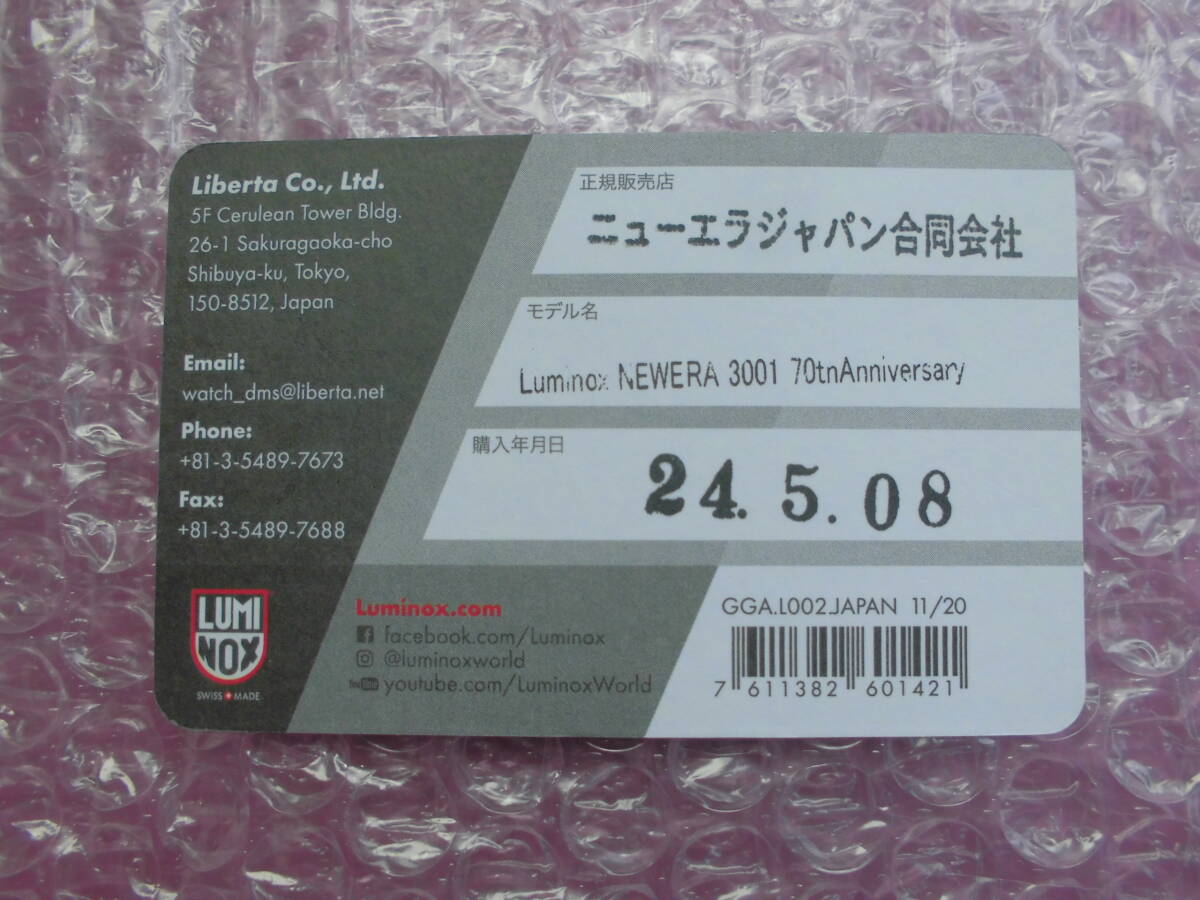 Liberta Co., Ltd.
5F Cerulean Tower Bldg.
26-1 Sakuragaoka-cho
Shibuya-ku, Tokyo,
150-8512, Japan
Email:
watch_dms@liberta.net
Phone:
+81-3-5489-7673
Fax:
+81-3-5489-7688
LUMI
NOX
SWISS MADE
正規販売店
ニューエラジャパン合同会社
モデル名
Luminox NEWERA 3001 70tnAnniversary
購入年月日
24. 5. 08
Luminox.com
facebook.com/Luminox
@luminoxworld
YouTube youtube.com/LuminoxWorld
GGA.L002.JAPAN 11/20
7 611382 601421